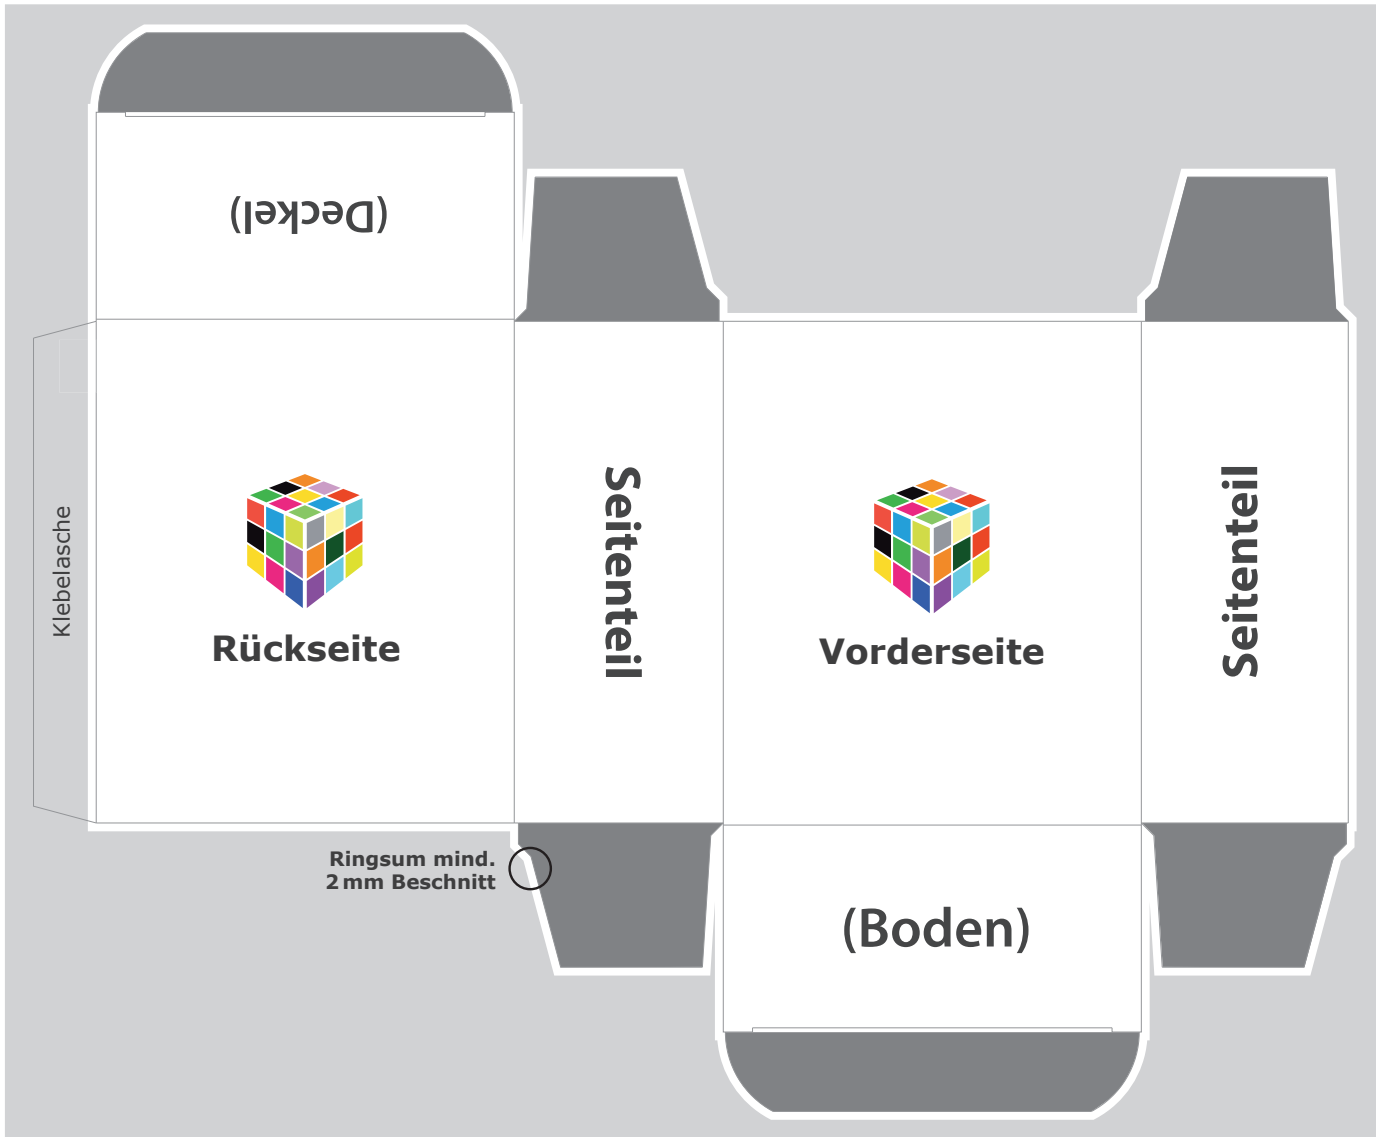 (Deckel)
Klebelasche
Rückseite
Seitenteil
Vorderseite
Seitenteil
Ringsum mind.
2 mm Beschnitt
(Boden)